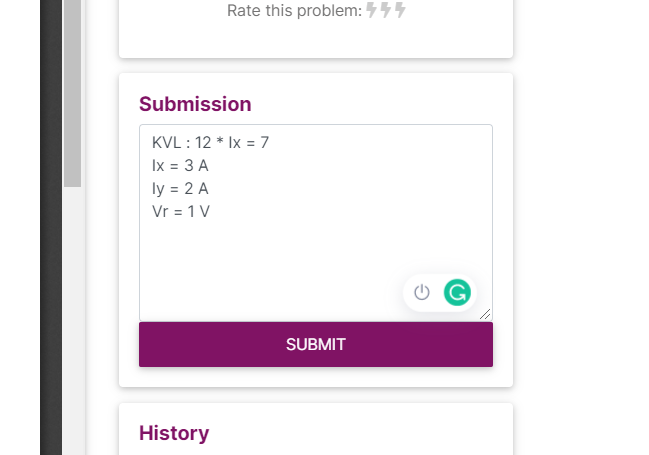 Rate this problem:
Submission
KVL : 12 * Ix = 7
Ix = 3 A
Iy = 2 A
Vr = 1 V
SUBMIT
History